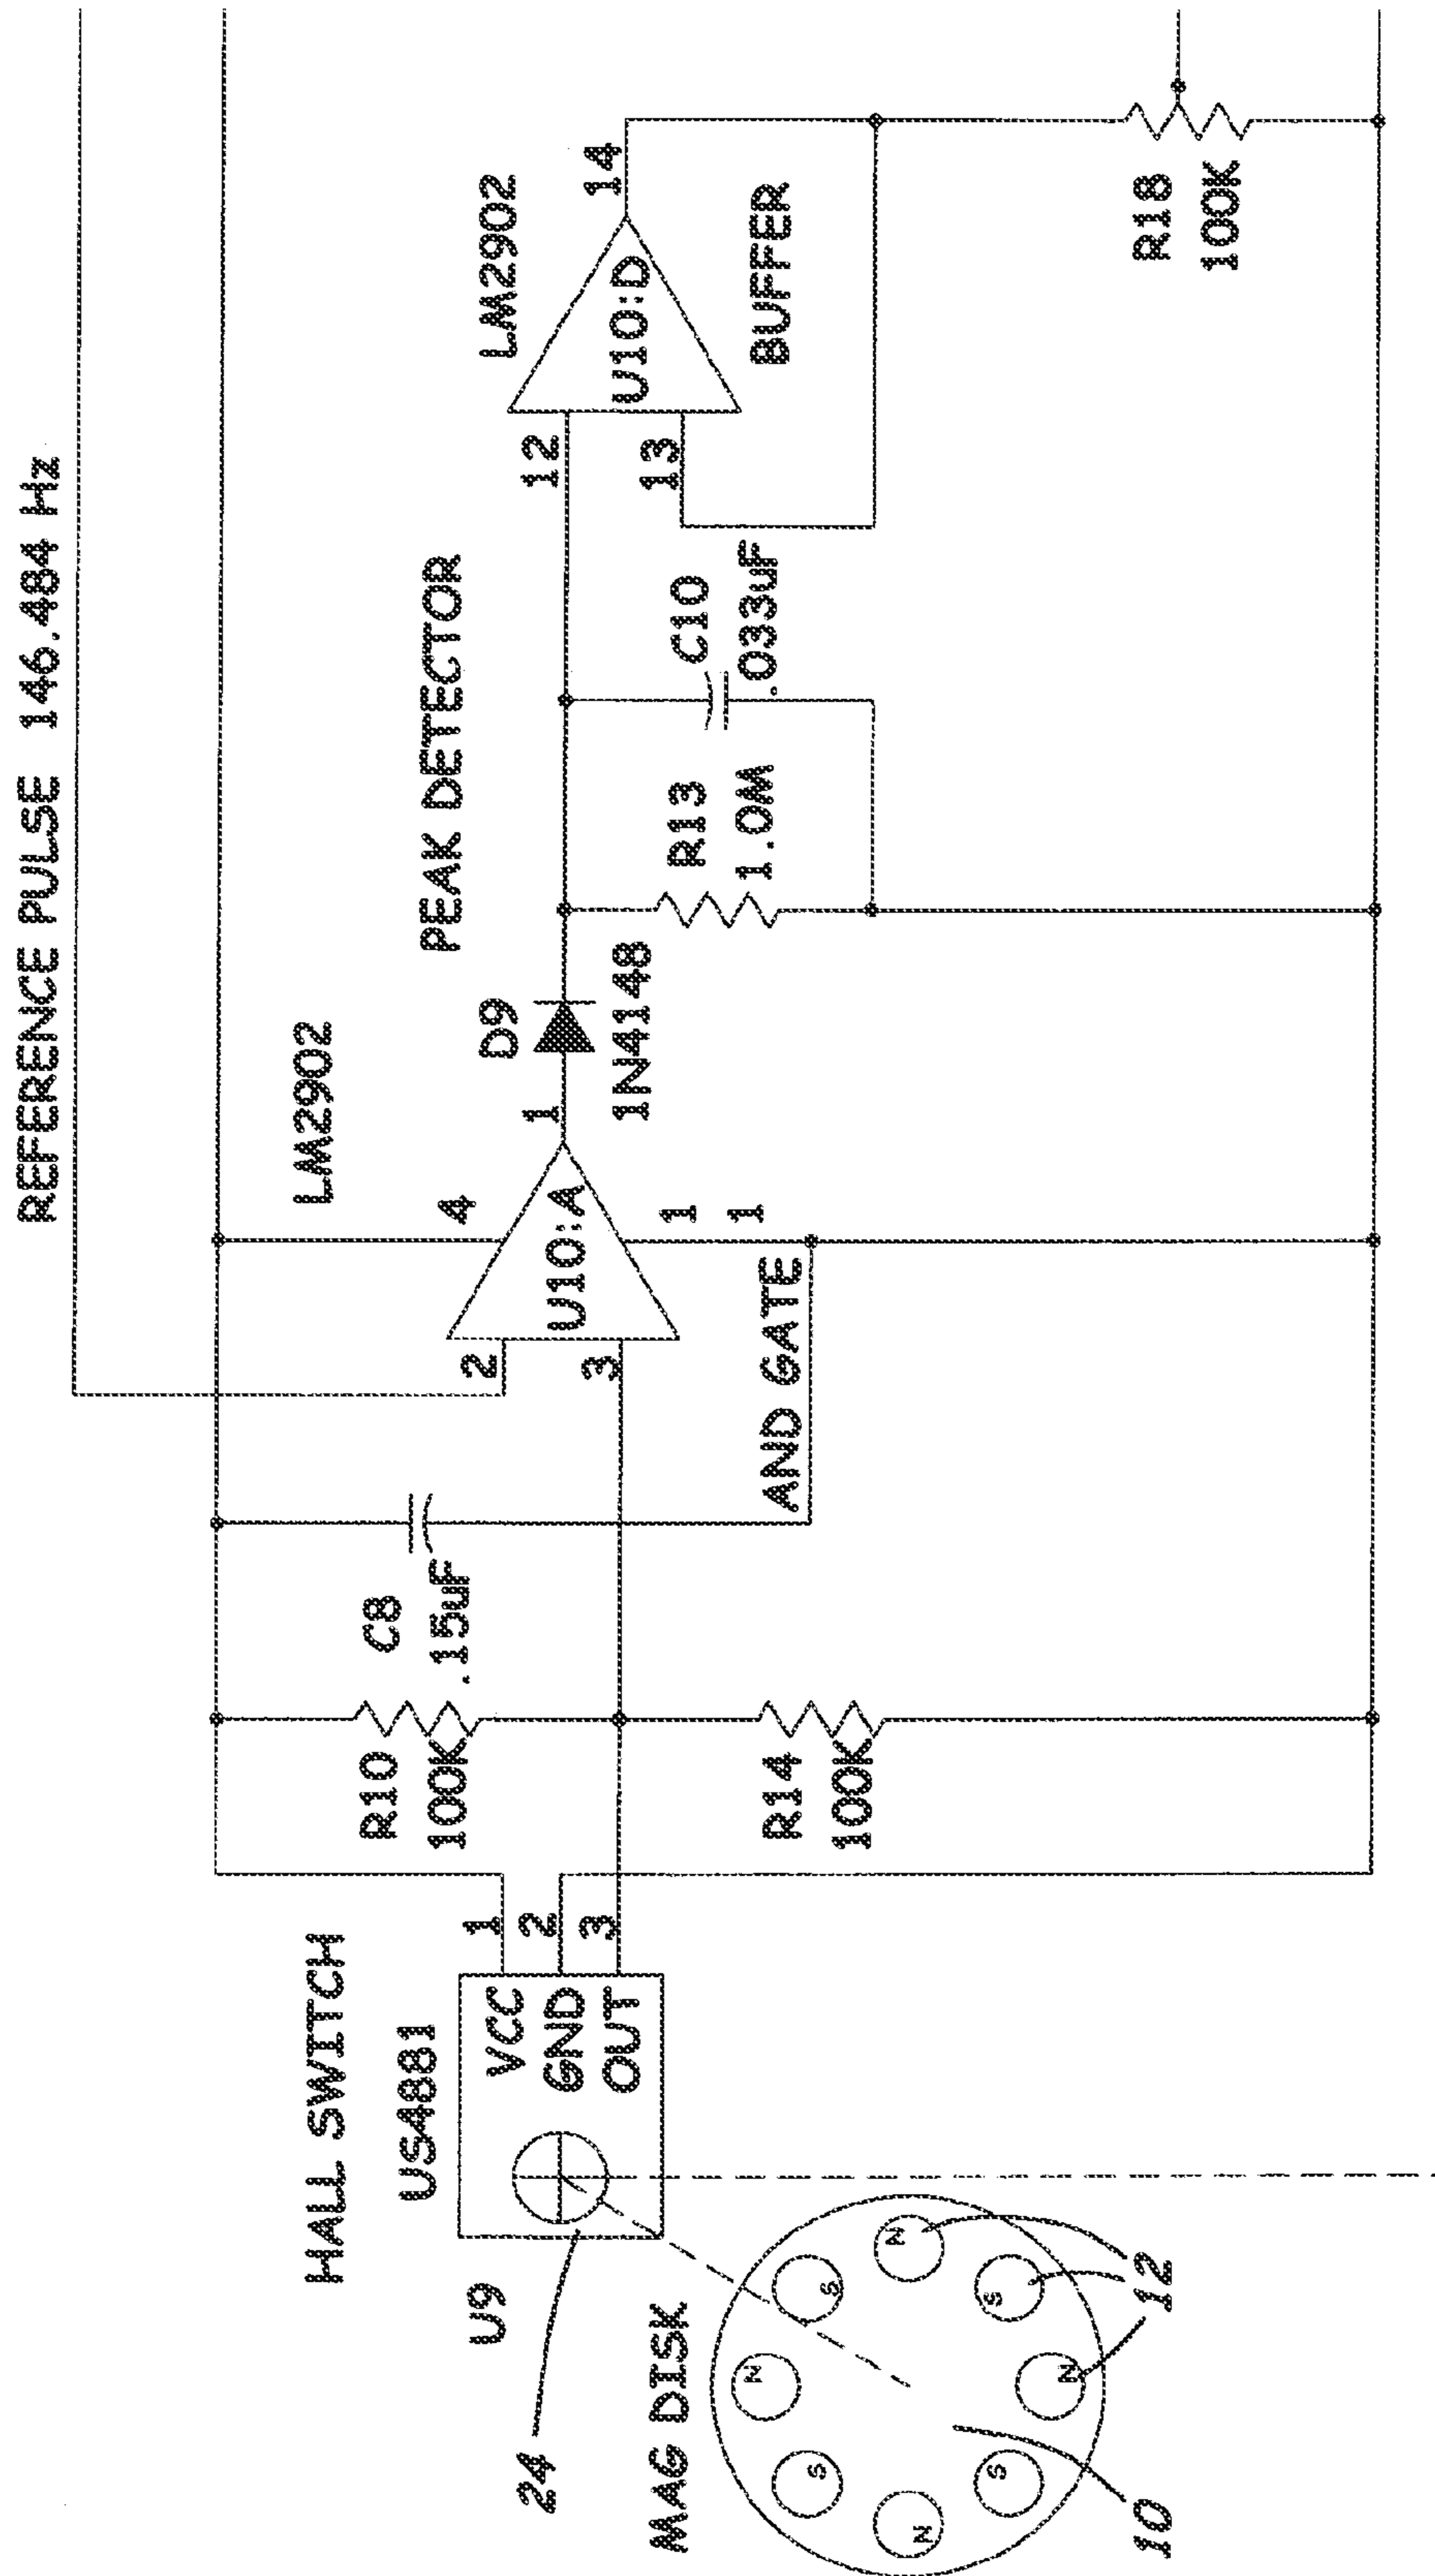 REFERENCE PULSE 146.484 Hz
HALL SWITCH
US4881
U9
24
VCC
GND
OUT
1
2
3
MAG DISK
N
S
N
S
N
S
N
S
10
12
R10
100K
C8
.15uF
R14
100K
AND GATE
2
3
U10:A
4
1
1
LM2902
1
D9
1N4148
PEAK DETECTOR
R13
1.0M
C10
.033uF
12
13
U10:D
14
LM2902
BUFFER
R18
100K